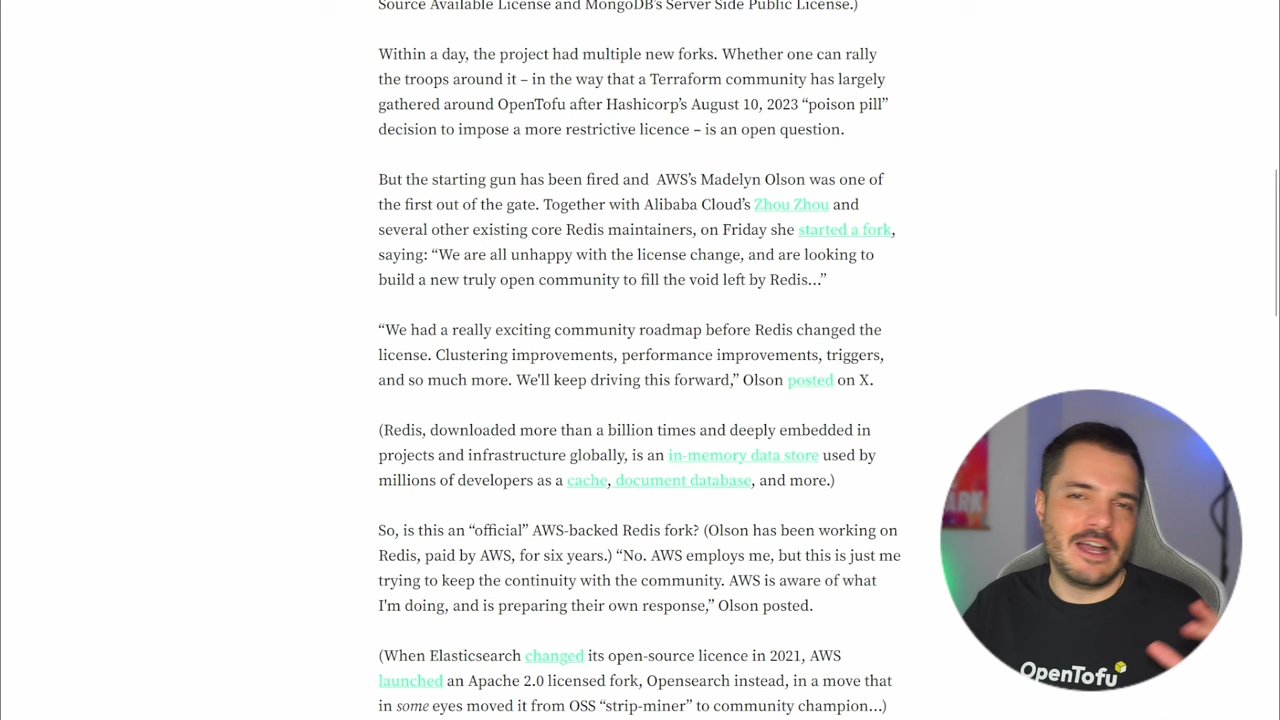 Source Available License and MongoDB’s Server Side Public License.)
Within a day, the project had multiple new forks. Whether one can rally
the troops around it – in the way that a Terraform community has largely
gathered around OpenTofu after Hashicorp’s August 10, 2023 “poison pill”
decision to impose a more restrictive licence – is an open question.
But the starting gun has been fired and  AWS’s Madelyn Olson was one of
the first out of the gate. Together with Alibaba Cloud’s Zhou Zhou and
several other existing core Redis maintainers, on Friday she started a fork,
saying: “We are all unhappy with the license change, and are looking to
build a new truly open community to fill the void left by Redis…”
“We had a really exciting community roadmap before Redis changed the
license. Clustering improvements, performance improvements, triggers,
and so much more. We'll keep driving this forward,” Olson posted on X.
(Redis, downloaded more than a billion times and deeply embedded in
projects and infrastructure globally, is an in-memory data store used by
millions of developers as a cache, document database, and more.)
So, is this an “official” AWS-backed Redis fork? (Olson has been working on
Redis, paid by AWS, for six years.) “No. AWS employs me, but this is just me
trying to keep the continuity with the community. AWS is aware of what
I'm doing, and is preparing their own response,” Olson posted.
(When Elasticsearch changed its open-source licence in 2021, AWS
launched an Apache 2.0 licensed fork, Opensearch instead, in a move that
in some eyes moved it from OSS “strip-miner” to community champion…)
ARK
OpenTofu